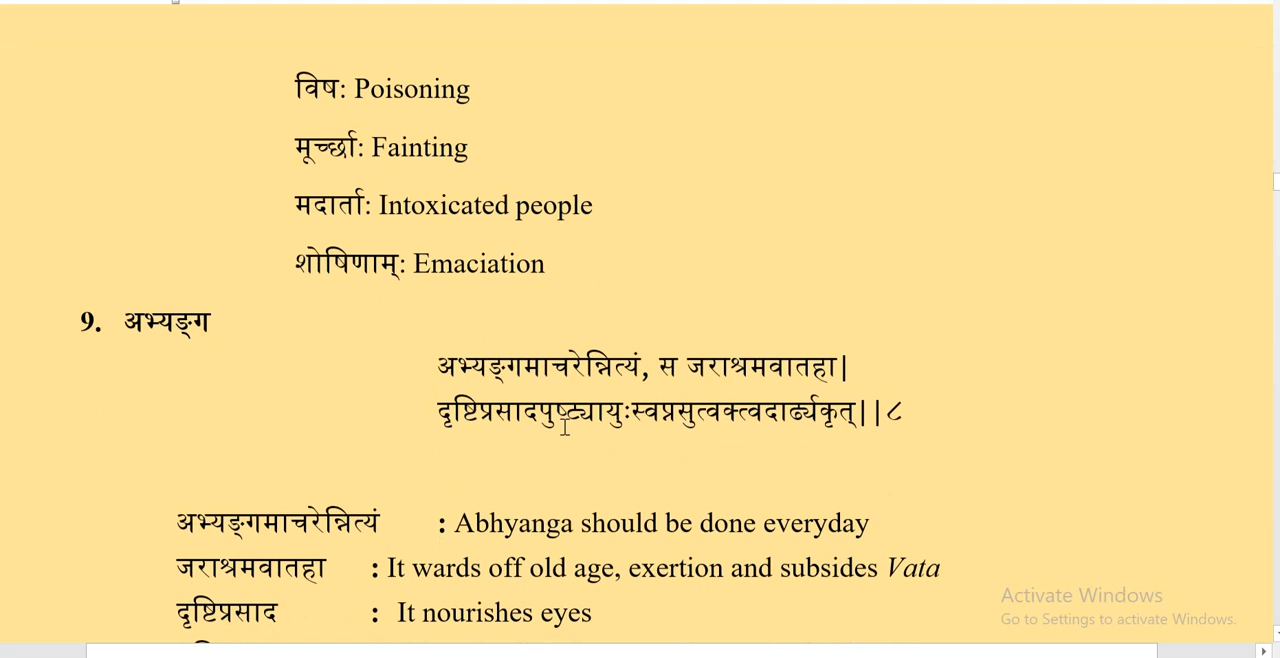 विष: Poisoning
मूर्च्छा: Fainting
मदार्ता: Intoxicated people
शोषिणाम्: Emaciation
9. अभ्यङ्ग
अभ्यङ्गमाचरेन्नित्यं, स जराश्रमवातहा|
दृष्टिप्रसादपुष्ट्यायुःस्वप्नसुत्वक्त्वदार्ढ्यकृत्||८
अभ्यङ्गमाचरेन्नित्यं : Abhyanga should be done everyday
जराश्रमवातहा : It wards off old age, exertion and subsides Vata
दृष्टिप्रसाद : It nourishes eyes
Activate Windows
Go to Settings to activate Windows.